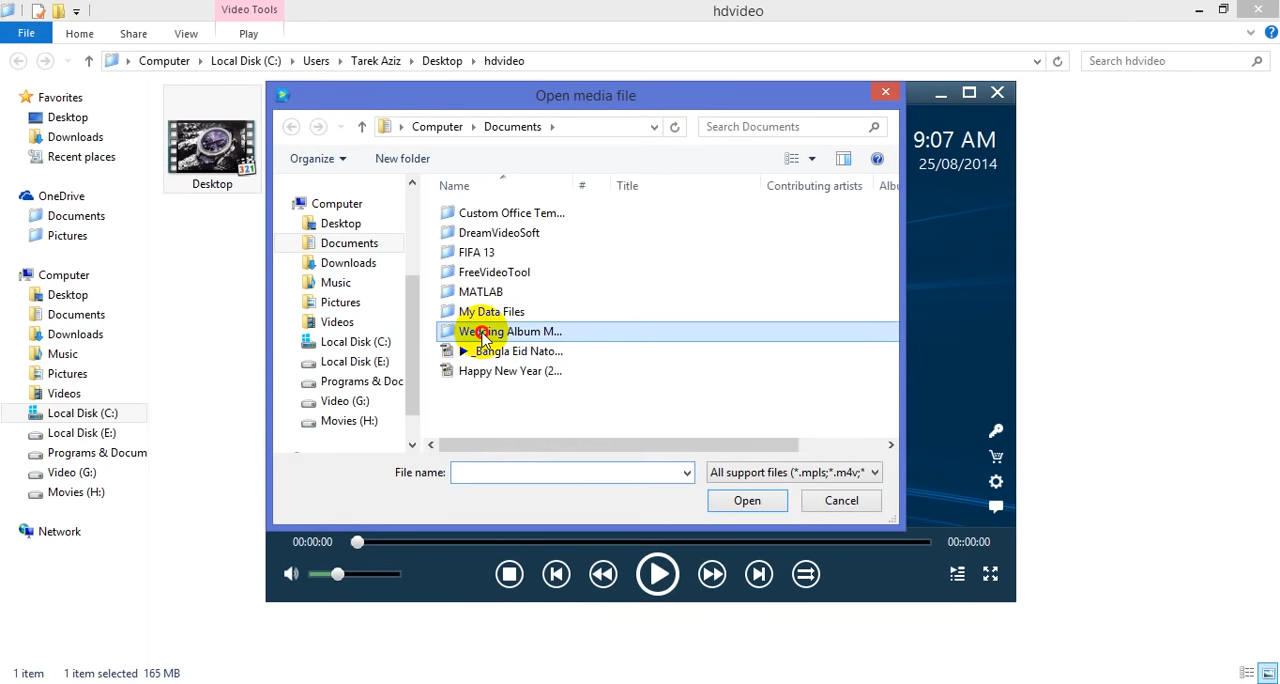 Video Tools
hdvideo
File
Home
Share
View
Play
Computer
Local Disk (C:)
Users
Tarek Aziz
Desktop
hdvideo
Search hdvideo
Favorites
Desktop
Downloads
Recent places
OneDrive
Documents
Pictures
Computer
Desktop
Documents
Downloads
Music
Pictures
Videos
Local Disk (C:)
Local Disk (E:)
Programs & Docum
Video (G:)
Movies (H:)
Network
321
Desktop
Open media file
Computer
Documents
Search Documents
Organize
New folder
Computer
Desktop
Documents
Downloads
Music
Pictures
Videos
Local Disk (C:)
Local Disk (E:)
Programs & Doc
Video (G:)
Movies (H:)
Name
#
Title
Contributing artists
Albu
Custom Office Tem...
DreamVideoSoft
FIFA 13
FreeVideoTool
MATLAB
My Data Files
Wedding Album M...
▶ _Bangla Eid Nato...
Happy New Year (2...
File name:
All support files (*.mpls;*.m4v;*
Open
Cancel
9:07 AM
25/08/2014
00:00:00
00::00:00
1 item
1 item selected 165 MB